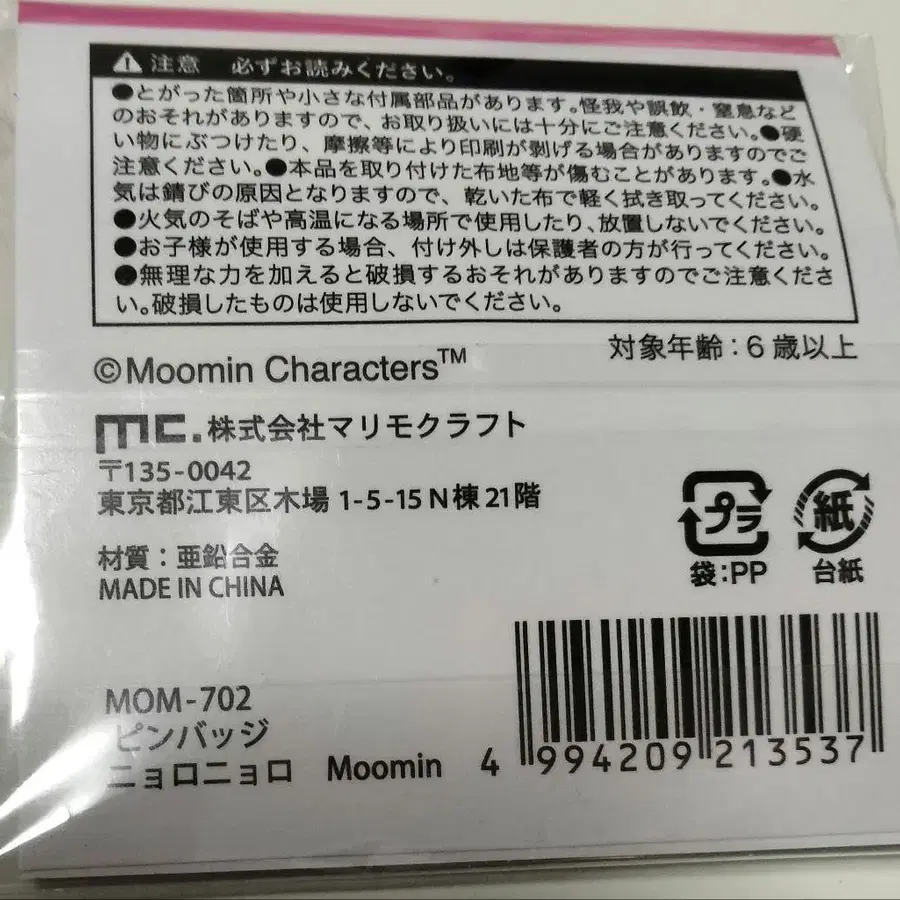 注意 必ずお読みください。
●とがった箇所や小さな付属部品があります。怪我や誤飲・窒息など
のおそれがありますので、お取り扱いには十分にご注意ください。●硬
い物にぶつけたり、摩擦等により印刷が剥げる場合がありますのでご
注意ください。●本品を取り付けた布地等が傷むことがあります。●水
気は錆びの原因となりますので、乾いた布で軽く拭き取ってください。
●火気のそばや高温になる場所で使用したり、放置しないでください。
●お子様が使用する場合、付け外しは保護者の方が行ってください。
●無理な力を加えると破損するおそれがありますのでご注意くださ
い。破損したものは使用しないでください。
対象年齢：6歳以上
©Moomin Characters™
mc.株式会社マリモクラフト
〒135-0042
東京都江東区木場 1-5-15 N棟21階
材質：亜鉛合金
MADE IN CHINA
プラ
袋:PP
紙
台紙
MOM-702
ピンバッジ
ニョロニョロ Moomin
4 994209 213537